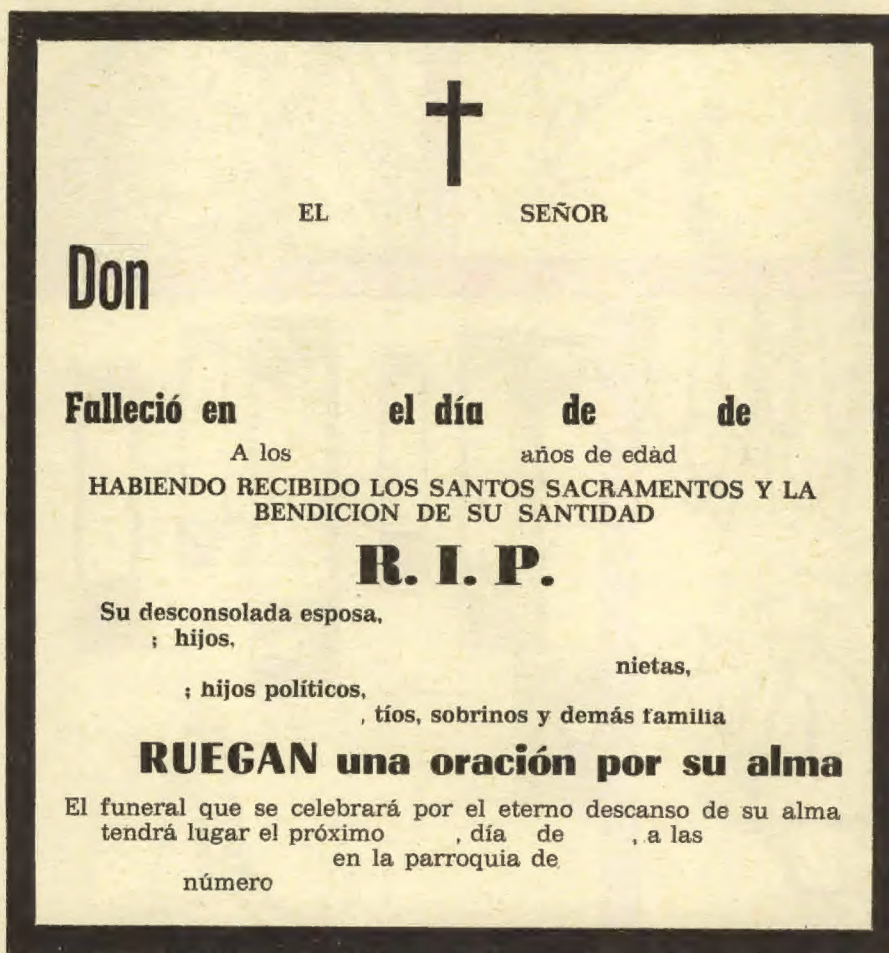 EL SEÑOR
Don
Falleció en el día de de
A los años de edad
HABIENDO RECIBIDO LOS SANTOS SACRAMENTOS Y LA
BENDICION DE SU SANTIDAD
R. I. P.
Su desconsolada esposa,
; hijos,
nietas,
; hijos políticos,
, tíos, sobrinos y demás familia
RUEGAN una oración por su alma
El funeral que se celebrará por el eterno descanso de su alma
tendrá lugar el próximo , día de , a las
en la parroquia de
número